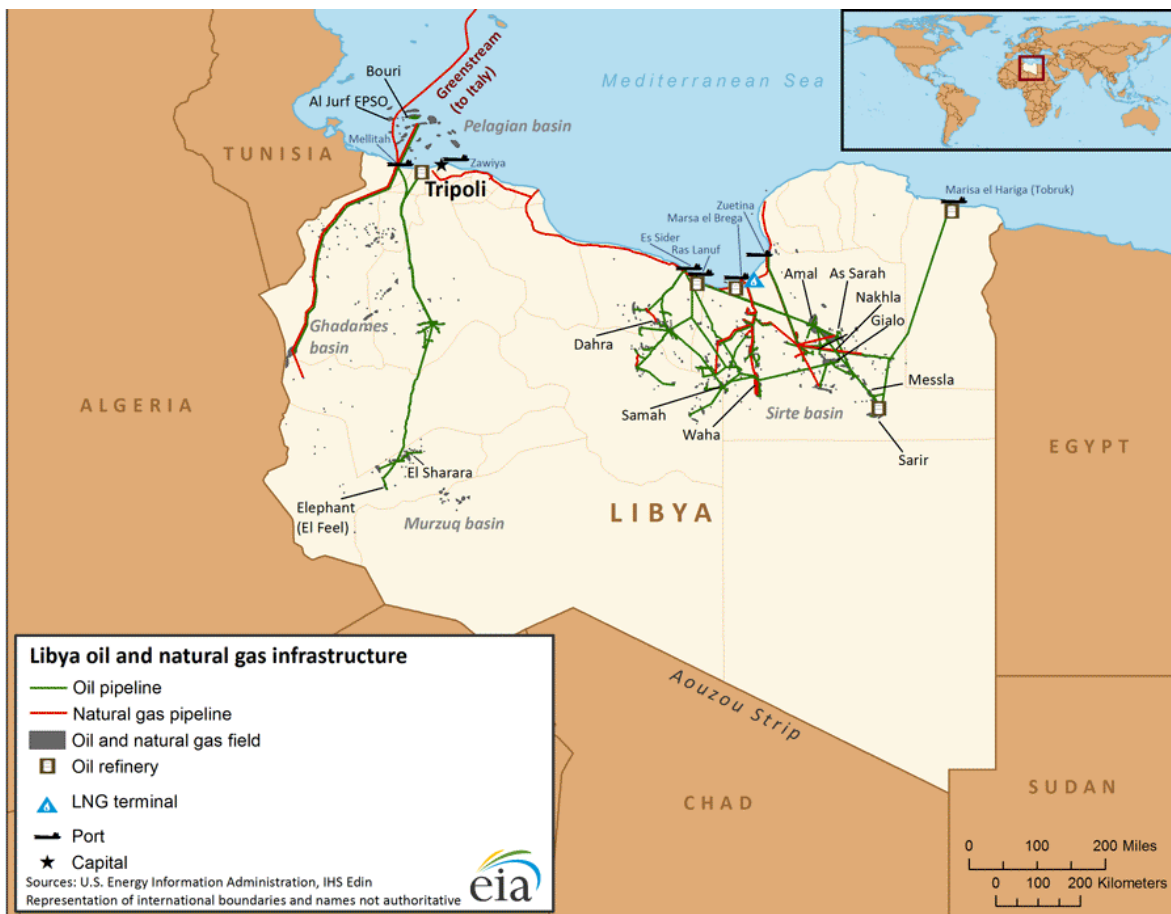 Bouri
Al Jurf FPSO
Greenstream
(to Italy)
Mediterranean Sea
Pelagian basin
Mellitah
TUNISIA
Zawiya
Tripoli
Marisa el Hariga (Tobruk)
Zuetina
Marsa el Brega
Es Sider
Ras Lanuf
Amal
As Sarah
Nakhla
Gialo
Ghadames
basin
Dahra
Messla
ALGERIA
Samah
Sirte basin
Waha
EGYPT
Sarir
El Sharara
Elephant
(El Feel)
Murzuq basin
LIBYA
Aouzou Strip
CHAD
SUDAN
Libya oil and natural gas infrastructure
Oil pipeline
Natural gas pipeline
Oil and natural gas field
Oil refinery
LNG terminal
Port
Capital
Sources: U.S. Energy Information Administration, IHS Edin
Representation of international boundaries and names not authoritative
eia
0 100 200 Miles
0 100 200 Kilometers